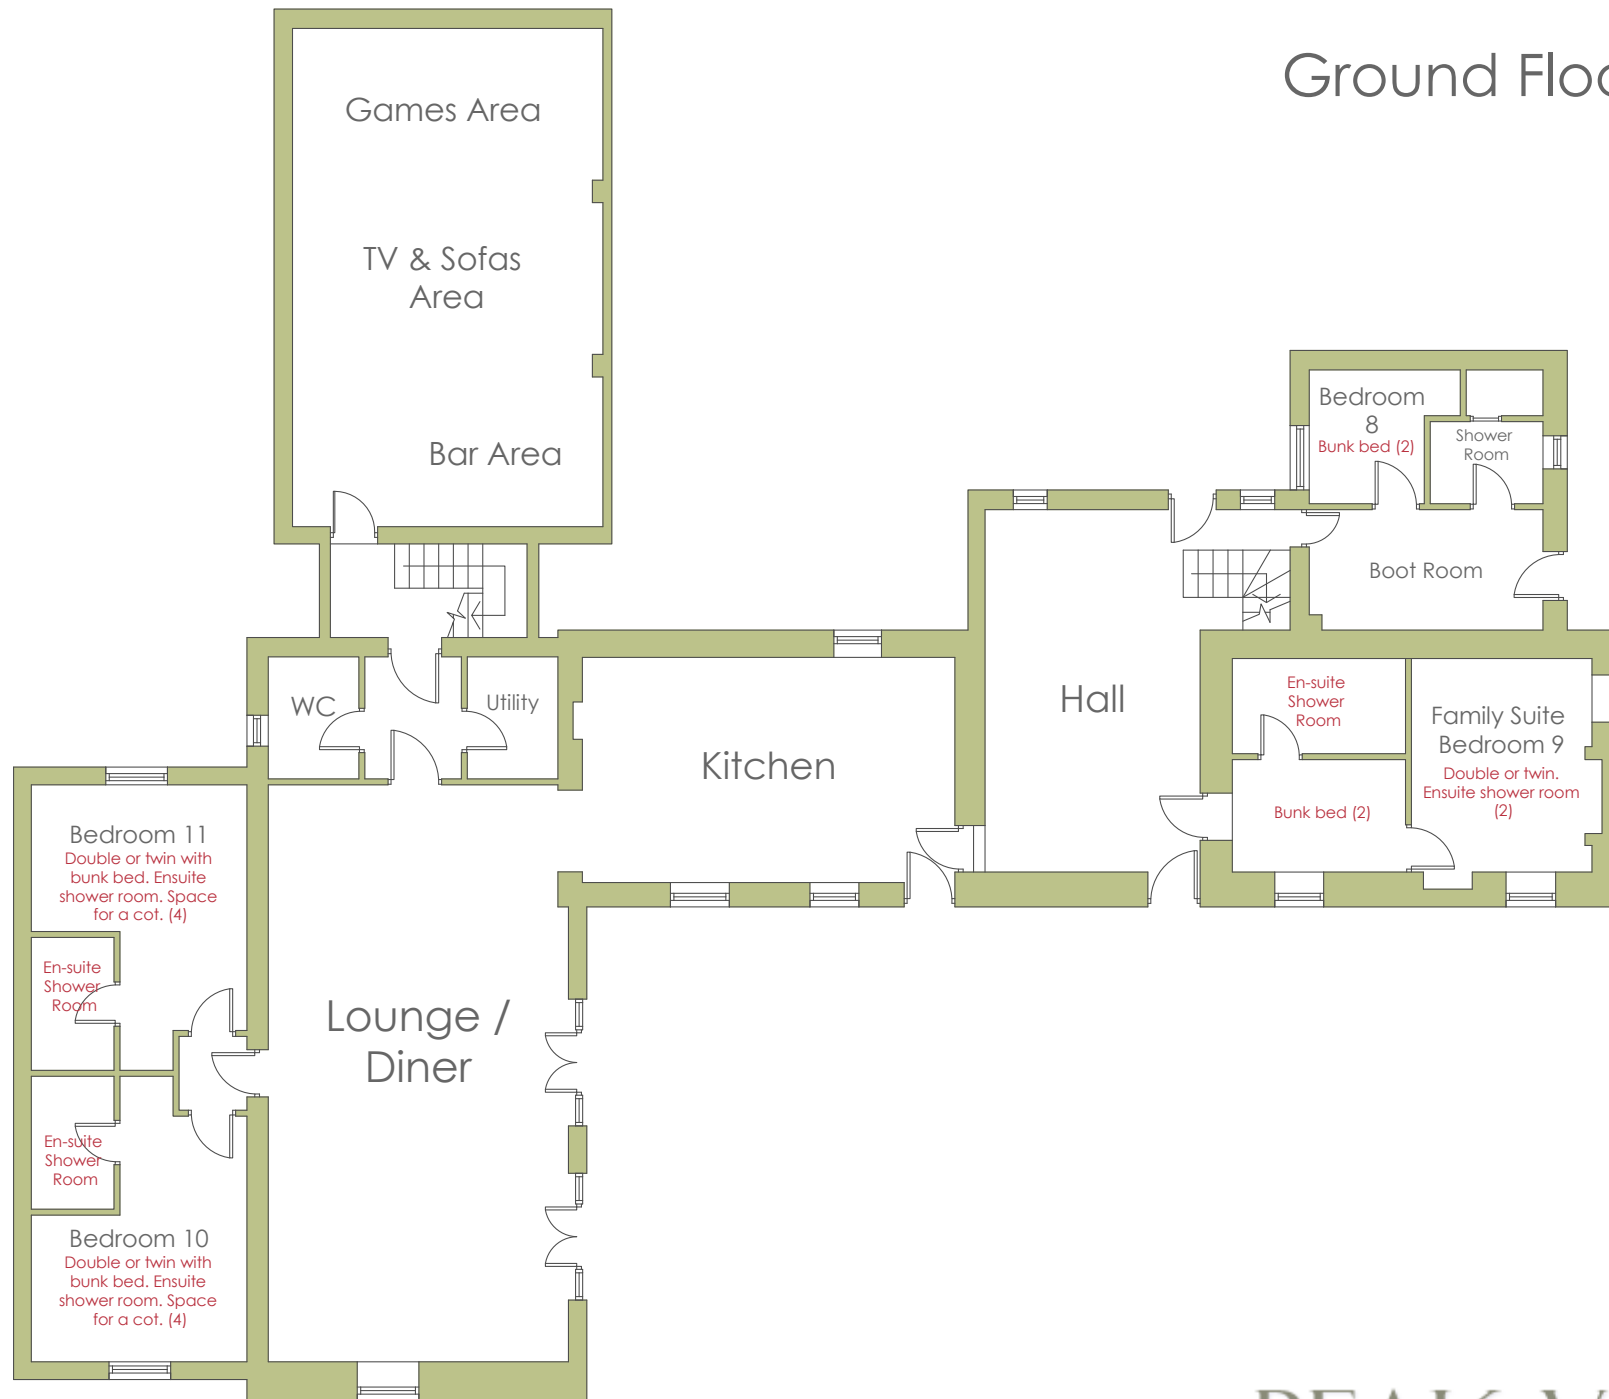 Ground Floo
Games Area
TV & Sofas
Area
Bar Area
Bedroom
8
Bunk bed (2)
Shower
Room
Boot Room
WC
Utility
Kitchen
Hall
En-suite
Shower
Room
Family Suite
Bedroom 9
Double or twin.
Ensuite shower room
(2)
Bunk bed (2)
Bedroom 11
Double or twin with
bunk bed. Ensuite
shower room. Space
for a cot. (4)
En-suite
Shower
Room
Lounge /
Diner
En-suite
Shower
Room
Bedroom 10
Double or twin with
bunk bed. Ensuite
shower room. Space
for a cot. (4)